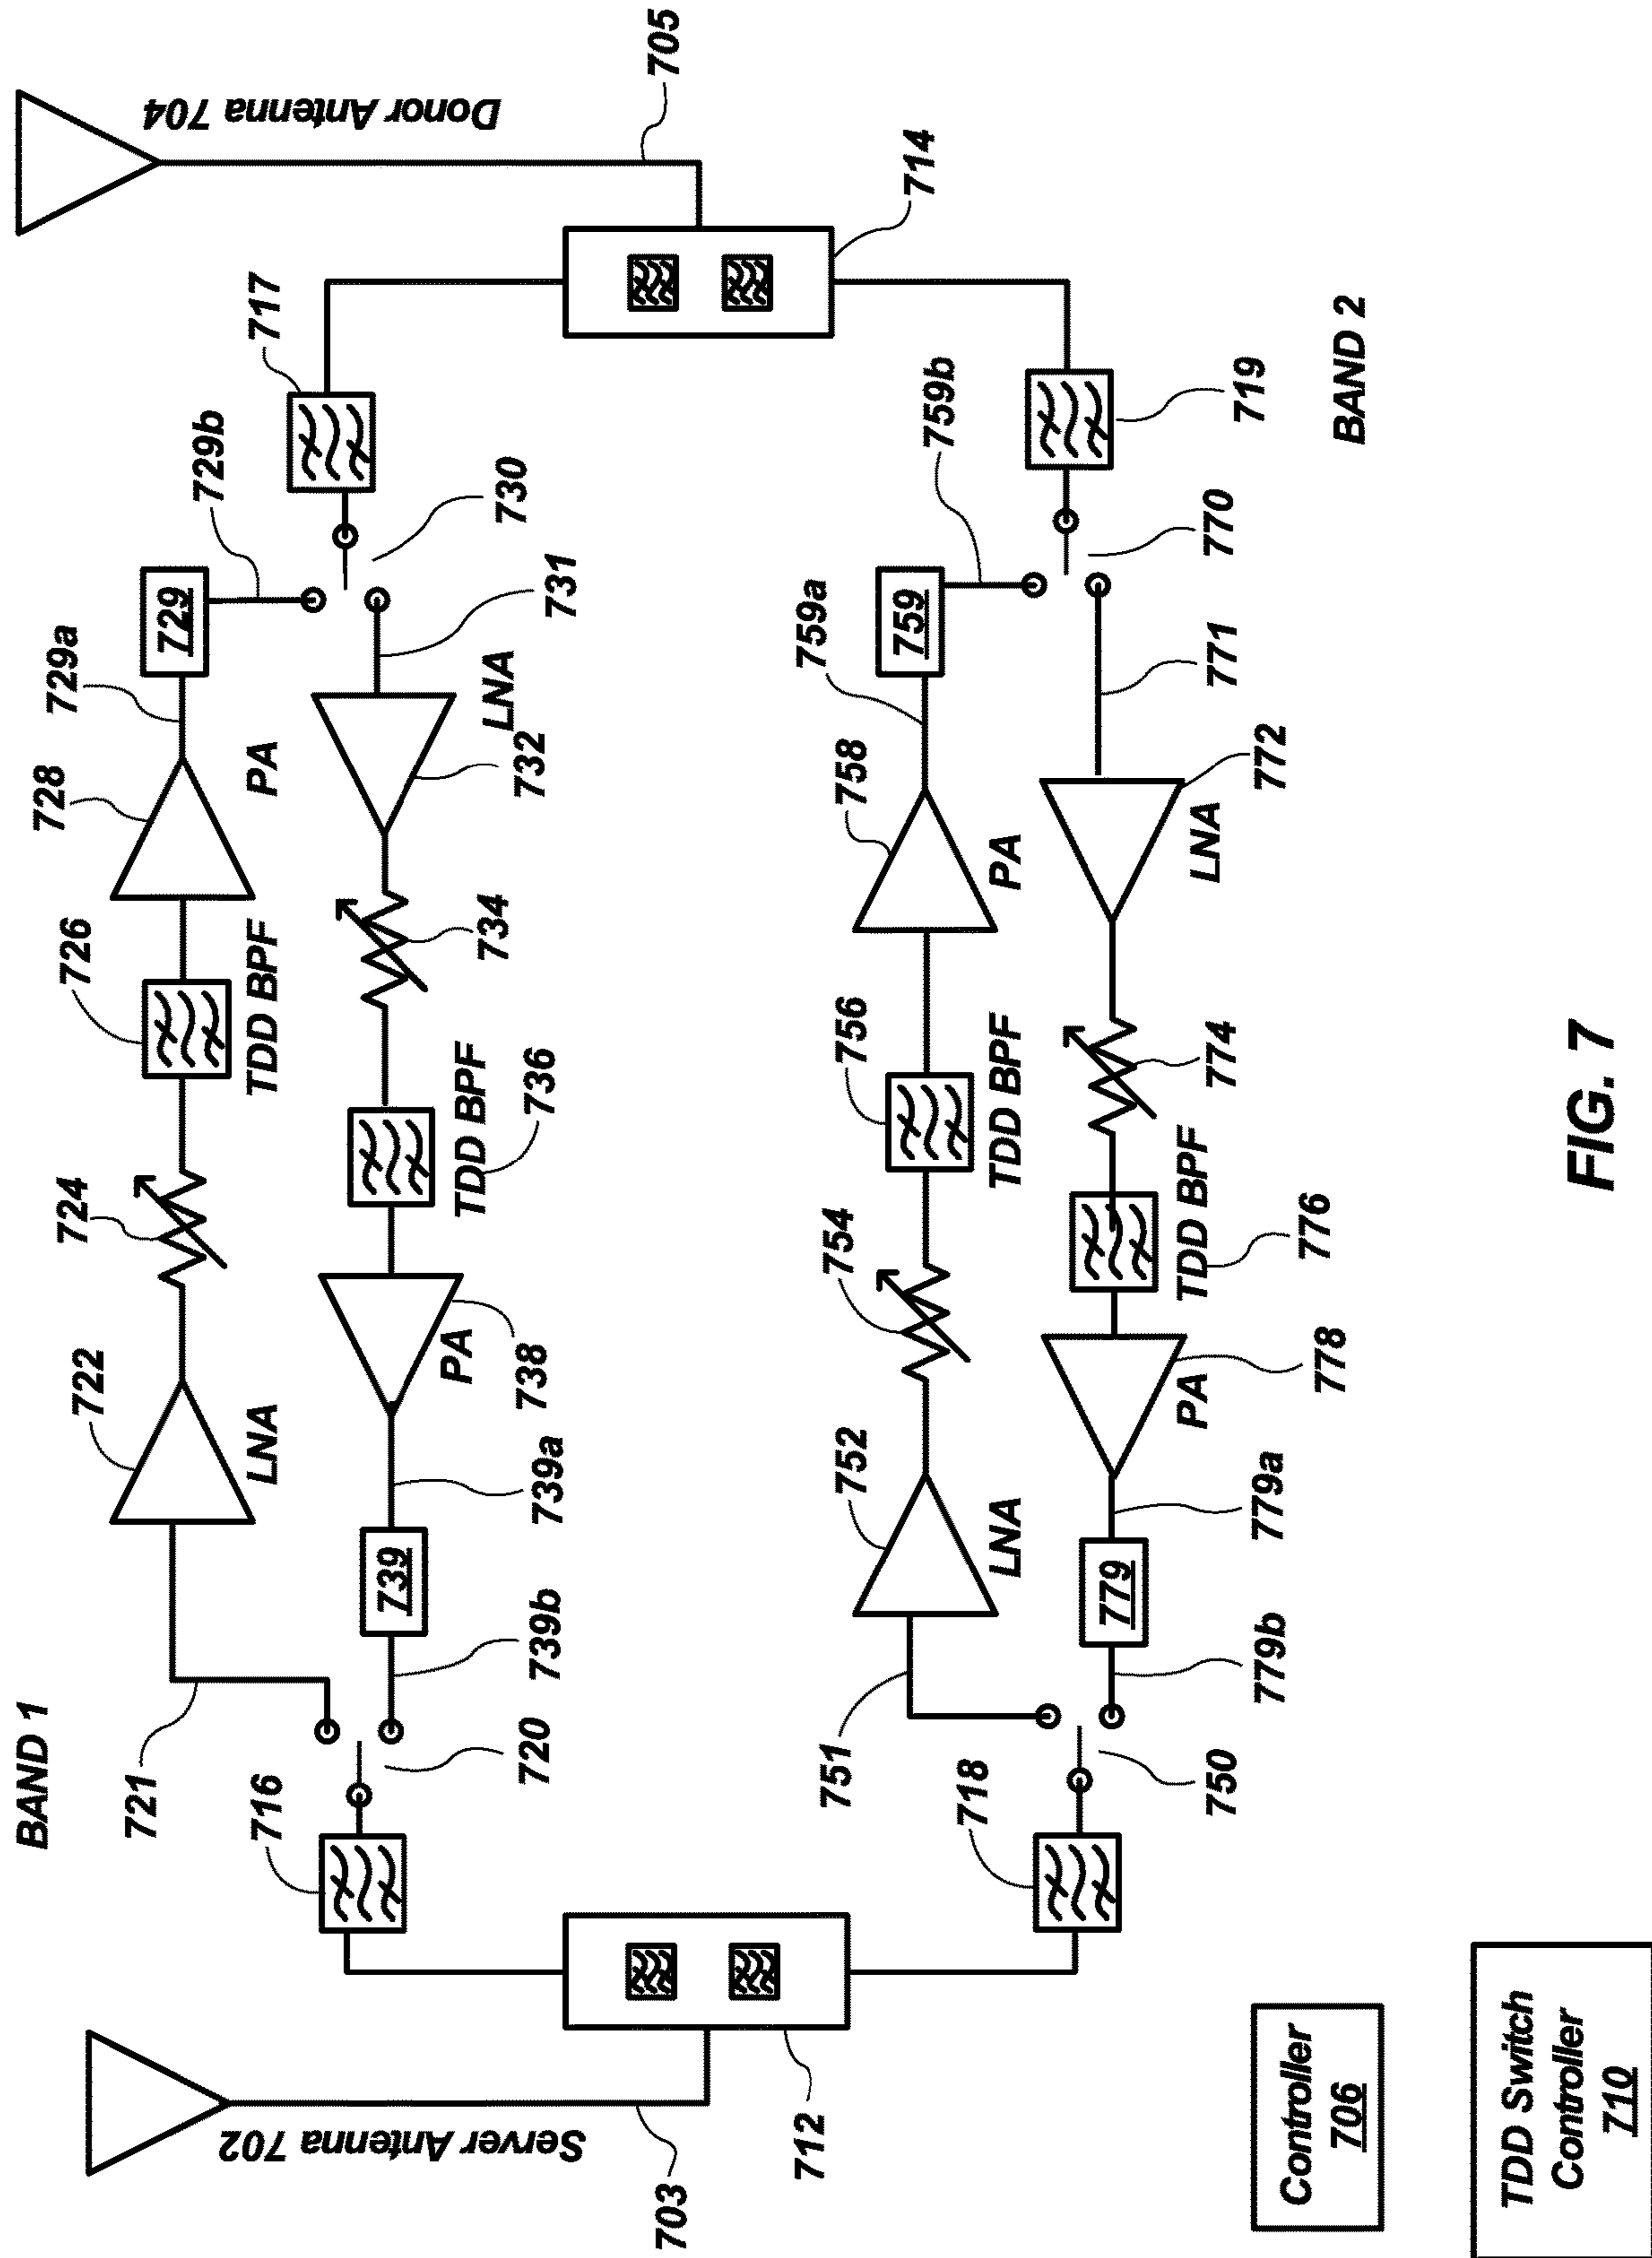 BAND 1
721
722
LNA
724
726
TDD BPF
728
PA
729a
729
729b
717
730
731
LNA
732
734
TDD BPF
736
PA
738
739a
739
739b
720
716
Server Antenna 702
703
712
Donor Antenna 704
705
714
751
752
LNA
754
756
TDD BPF
758
PA
759a
759
759b
719
770
771
772
LNA
774
TDD BPF
776
778
PA
779a
779
779b
750
718
BAND 2
Controller
706
TDD Switch
Controller
710
FIG. 7